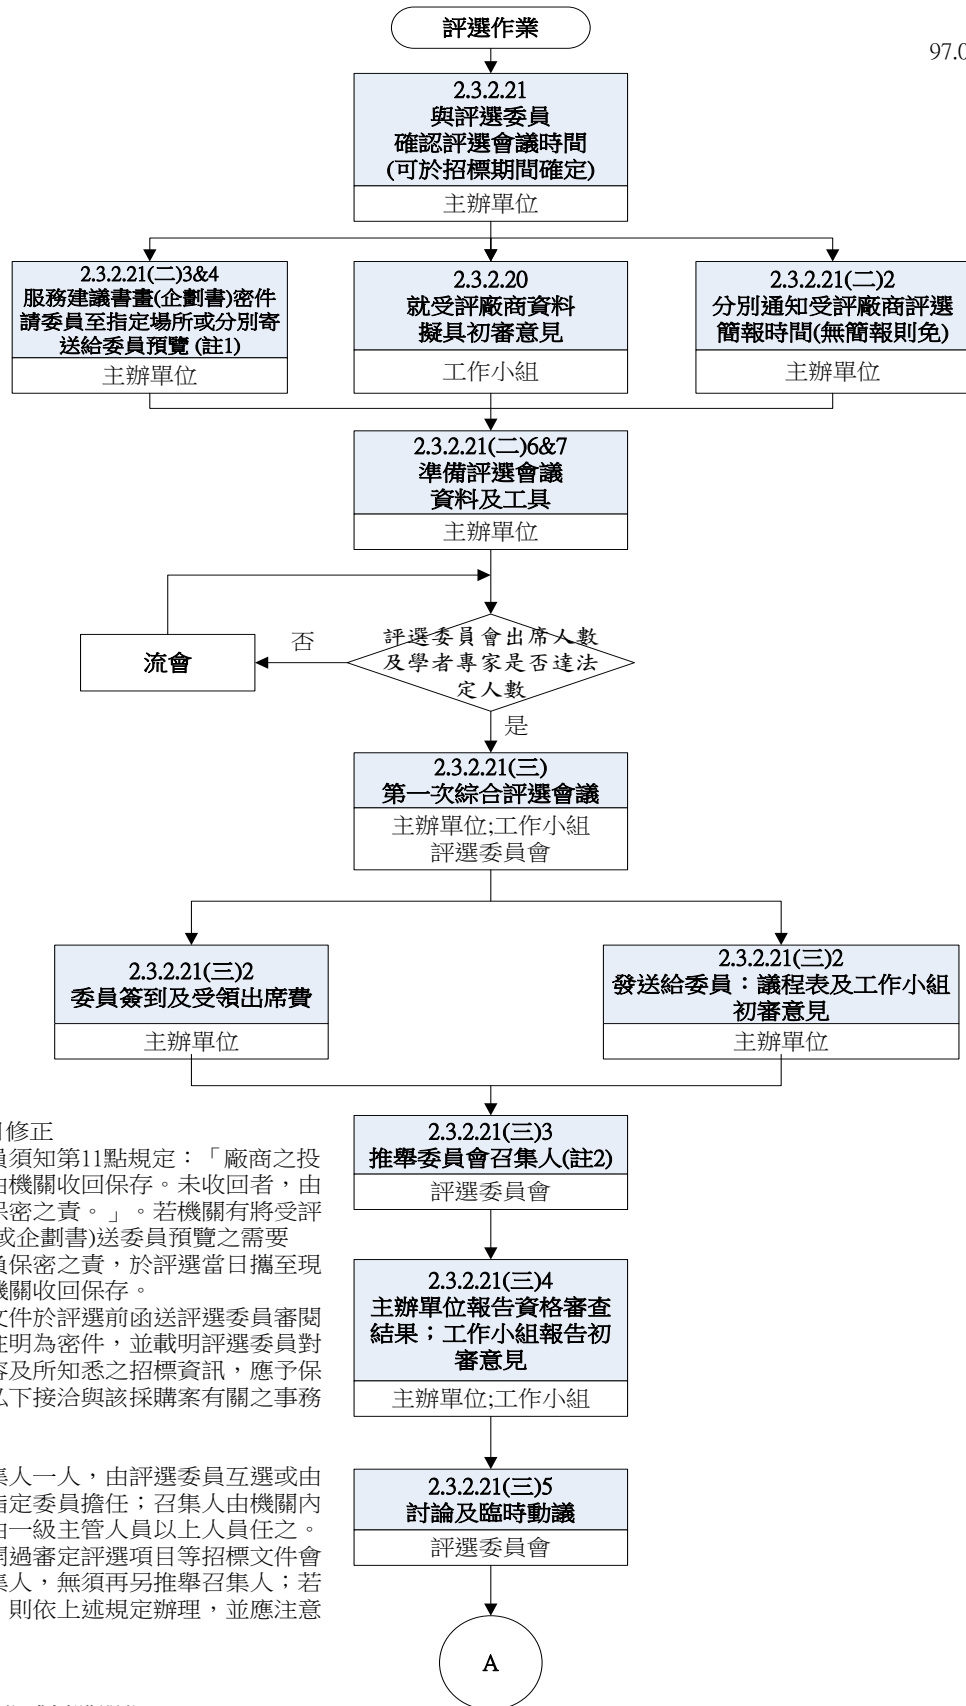 評選作業
97.0
2.3.2.21
與評選委員
確認評選會議時間
(可於招標期間確定)
主辦單位
2.3.2.21(二)3&4
服務建議書畫(企劃書)密件
請委員至指定場所或分別寄
送給委員預覽 (註1)
主辦單位
2.3.2.20
就受評廠商資料
擬具初審意見
工作小組
2.3.2.21(二)2
分別通知受評廠商評選
簡報時間(無簡報則免)
主辦單位
2.3.2.21(二)6&7
準備評選會議
資料及工具
主辦單位
評選委員會出席人數
及學者專家是否達法
定人數
否
流會
是
2.3.2.21(三)
第一次綜合評選會議
主辦單位;工作小組
評選委員會
2.3.2.21(三)2
委員簽到及受領出席費
主辦單位
2.3.2.21(三)2
發送給委員：議程表及工作小組
初審意見
主辦單位
2.3.2.21(三)3
推舉委員會召集人(註2)
評選委員會
2.3.2.21(三)4
主辦單位報告資格審查
結果；工作小組報告初
審意見
主辦單位;工作小組
2.3.2.21(三)5
討論及臨時動議
評選委員會
A
修正
員須知第11點規定：「廠商之投
由機關收回保存。未收回者，由
保密之責。」。若機關有將受評
或企劃書)送委員預覽之需要
負保密之責，於評選當日攜至現
機關收回保存。
文件於評選前函送評選委員審閱
註明為密件，並載明評選委員對
容及所知悉之招標資訊，應予保
私下接洽與該採購案有關之事務
集人一人，由評選委員互選或由
指定委員擔任；召集人由機關內
由一級主管人員以上人員任之。
開過審定評選項目等招標文件會
集人，無須再另推舉召集人；若
則依上述規定辦理，並應注意